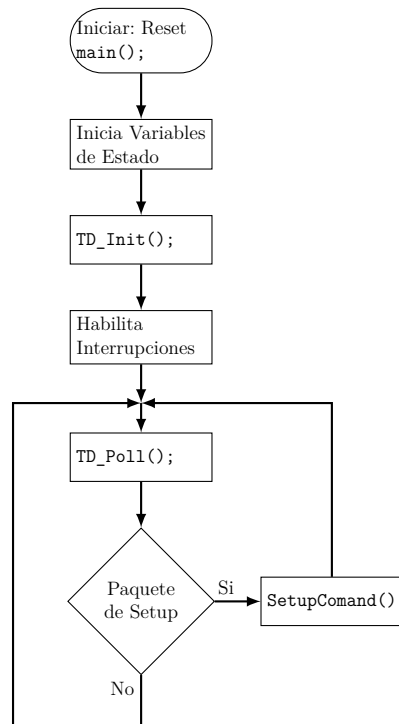 Iniciar: Reset
main();
Inicia Variables
de Estado
TD_Init();
Habilita
Interrupciones
TD_Poll();
Paquete
de Setup
Si
SetupComand()
No